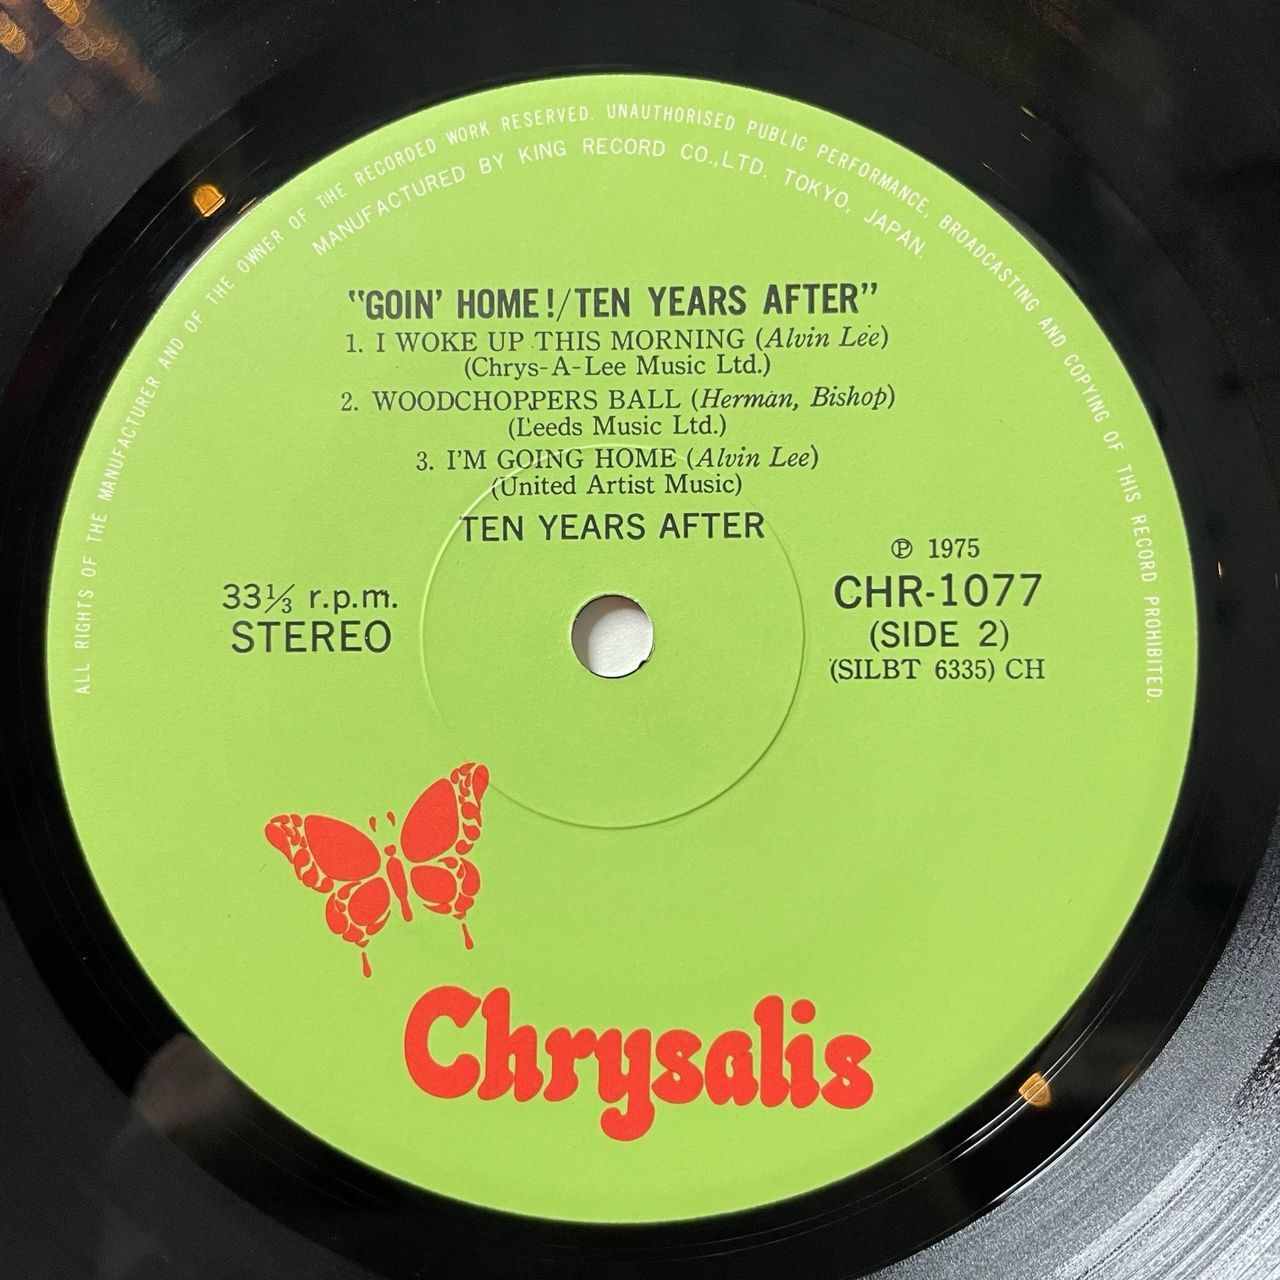 ALL RIGHTS OF THE MANUFACTURER AND OF THE OWNER OF THE RECORDED WORK RESERVED. UNAUTHORISED PUBLIC PERFORMANCE, BROADCASTING AND COPYING OF THIS RECORD PROHIBITED.
MANUFACTURED BY KING RECORD CO.,LTD. TOKYO, JAPAN.
"GOIN' HOME!/TEN YEARS AFTER"
1. I WOKE UP THIS MORNING (Alvin Lee)
(Chrys-A-Lee Music Ltd.)
2. WOODCHOPPERS BALL (Herman, Bishop)
(Leeds Music Ltd.)
3. I'M GOING HOME (Alvin Lee)
(United Artist Music)
TEN YEARS AFTER
33⅓ r.p.m.
STEREO
℗ 1975
CHR-1077
(SIDE 2)
(SILBT 6335) CH
Chrysalis